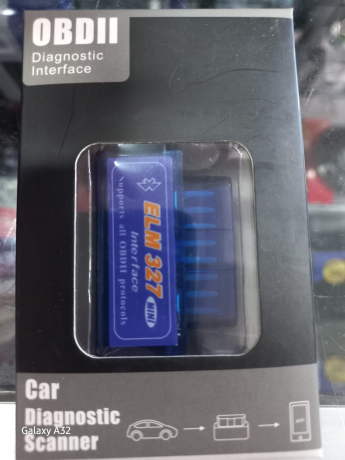 OBDII
Diagnostic
Interface
ELM 327
Interface
MINI
Supports all OBDII protocols
Car
Diagnostic
Scanner
Galaxy A32